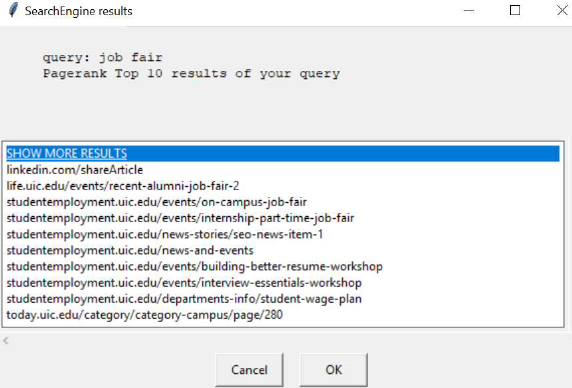 SearchEngine results
query: job fair
Pagerank Top 10 results of your query
SHOW MORE RESULTS
linkedin.com/shareArticle
life.uic.edu/events/recent-alumni-job-fair-2
studentemployment.uic.edu/events/on-campus-job-fair
studentemployment.uic.edu/events/internship-part-time-job-fair
studentemployment.uic.edu/news-stories/seo-news-item-1
studentemployment.uic.edu/news-and-events
studentemployment.uic.edu/events/building-better-resume-workshop
studentemployment.uic.edu/events/interview-essentials-workshop
studentemployment.uic.edu/departments-info/student-wage-plan
today.uic.edu/category/category-campus/page/280
Cancel OK